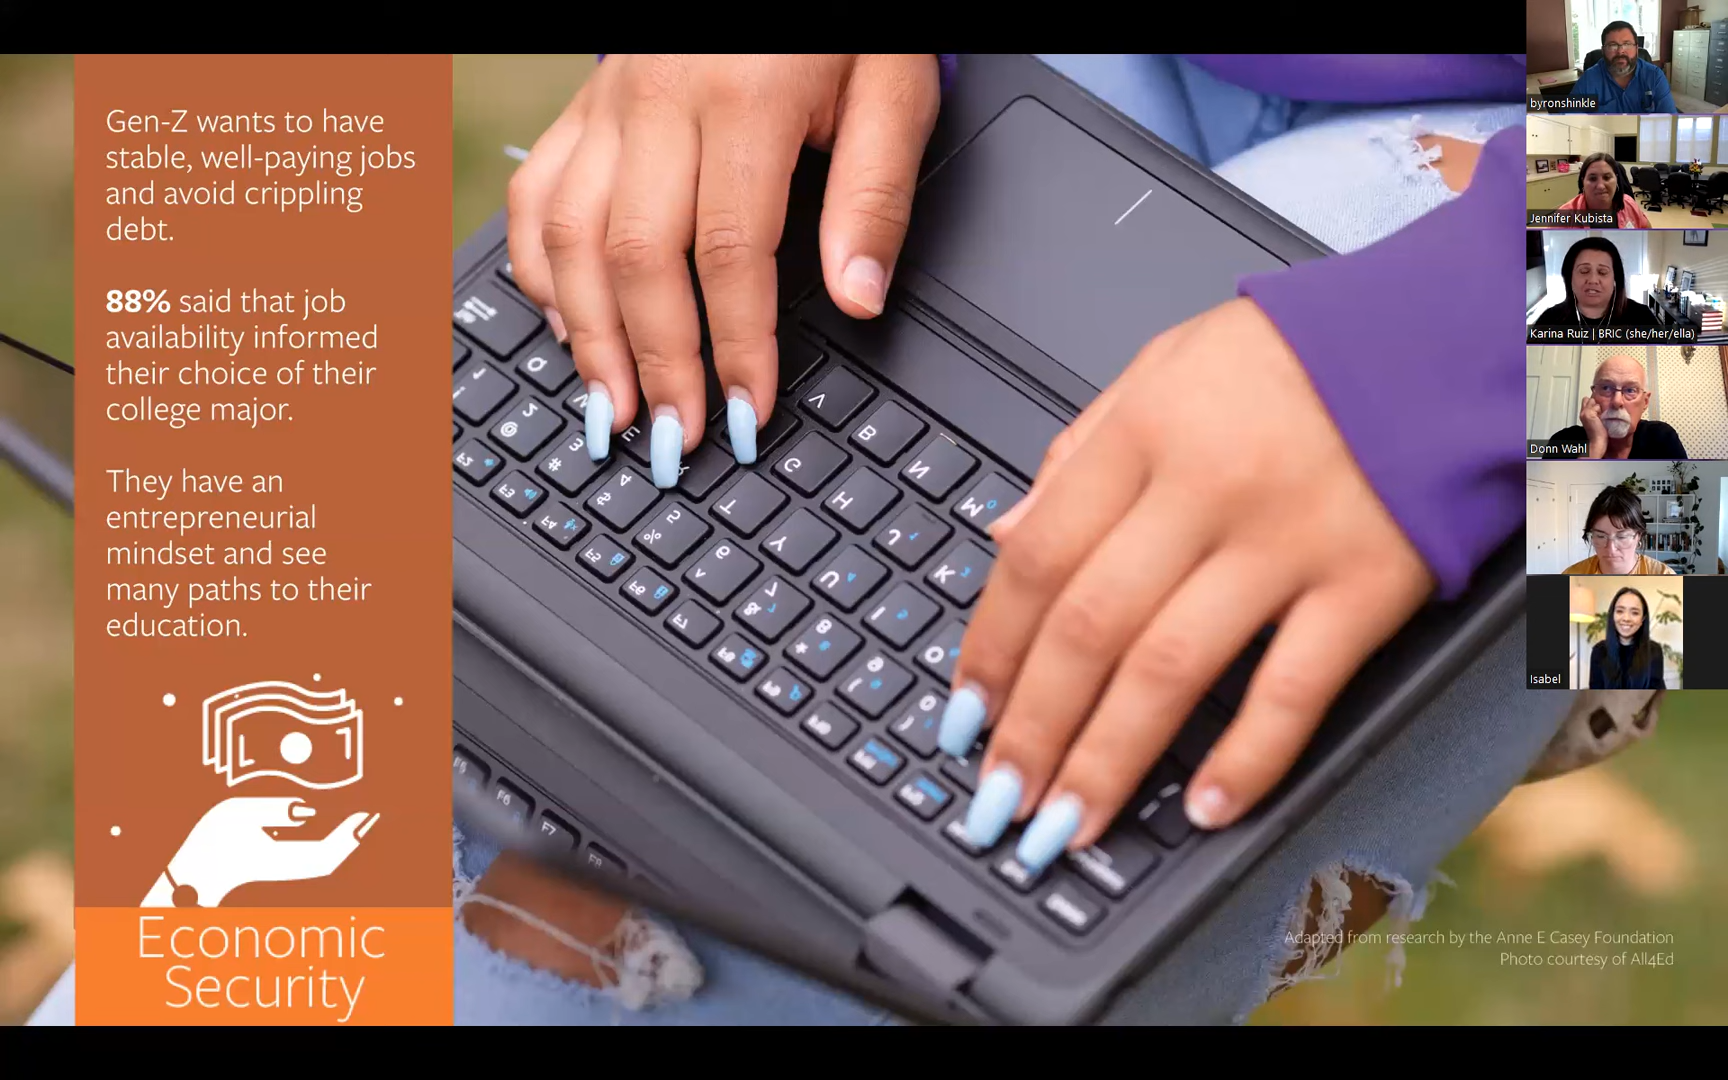 Gen-Z wants to have
stable, well-paying jobs
and avoid crippling
debt.
88% said that job
availability informed
their choice of their
college major.
They have an
entrepreneurial
mindset and see
many paths to their
education.
Economic
Security
Adapted from research by the Anne E Casey Foundation
Photo courtesy of All4Ed
byronshinkle
Jennifer Kubista
Karina Ruiz | BRIC (she/her/ella)
Donn Wahl
Isabel